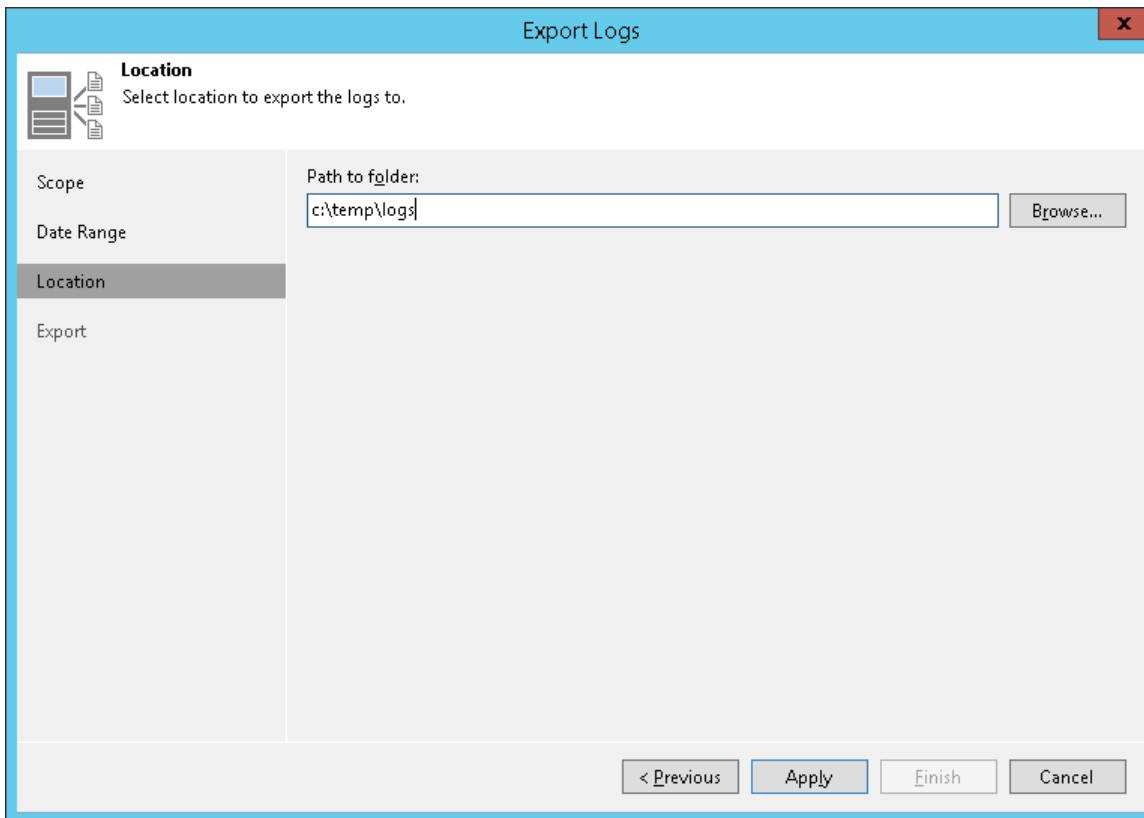 Export Logs
x
Location
Select location to export the logs to.
Scope
Date Range
Location
Export
Path to folder:
c:\temp\logs
Browse...
< Previous
Apply
Finish
Cancel